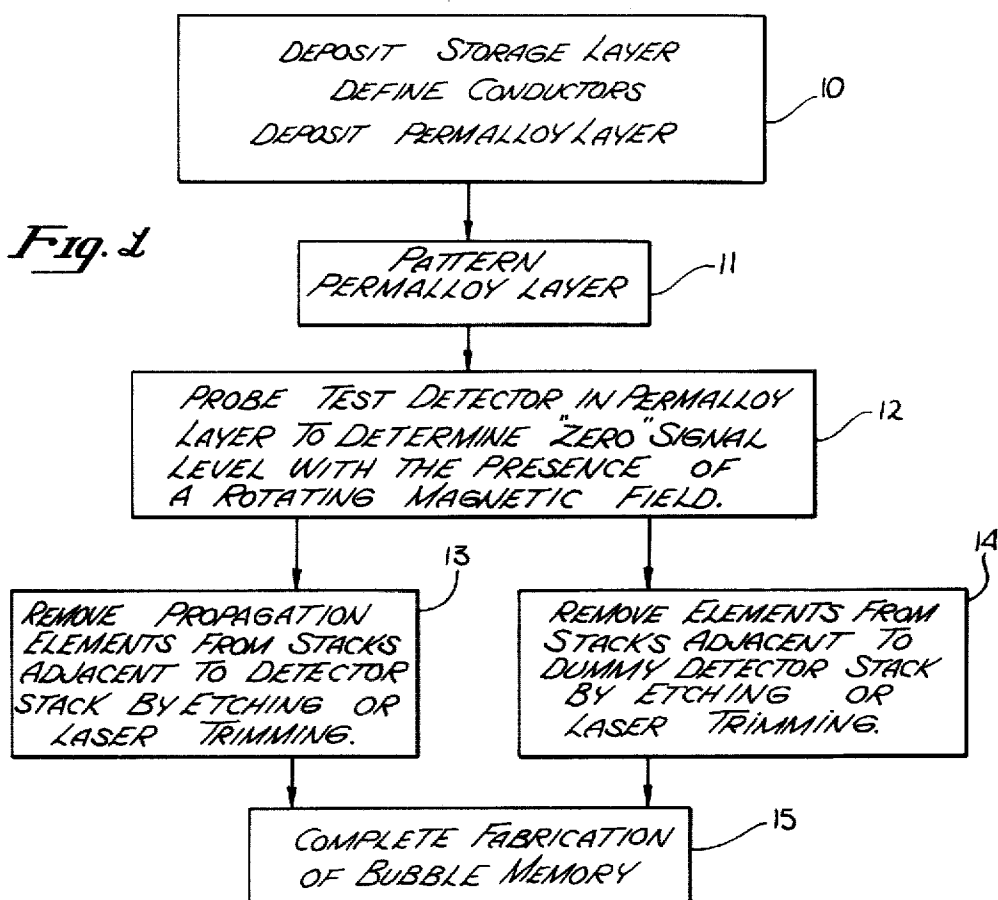 DEPOSIT STORAGE LAYER
DEFINE CONDUCTORS
DEPOSIT PERMALLOY LAYER
10
Fig. 1
PATTERN
PERMALLOY LAYER
11
PROBE TEST DETECTOR IN PERMALLOY
LAYER TO DETERMINE "ZERO" SIGNAL
LEVEL WITH THE PRESENCE OF
A ROTATING MAGNETIC FIELD.
12
13
REMOVE PROPAGATION
ELEMENTS FROM STACKS
ADJACENT TO DETECTOR
STACK BY ETCHING OR
LASER TRIMMING.
14
REMOVE ELEMENTS FROM
STACKS ADJACENT TO
DUMMY DETECTOR STACK
BY ETCHING OR
LASER TRIMMING.
COMPLETE FABRICATION
OF BUBBLE MEMORY
15